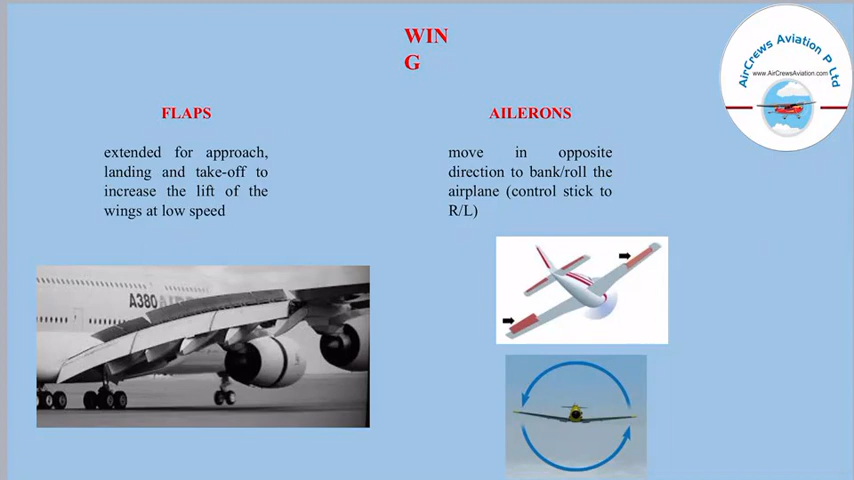 WIN
G
AirCrews Aviation P Ltd
www.AirCrewsAviation.com
FLAPS
extended for approach,
landing and take-off to
increase the lift of the
wings at low speed
AILERONS
move in opposite
direction to bank/roll the
airplane (control stick to
R/L)
A380